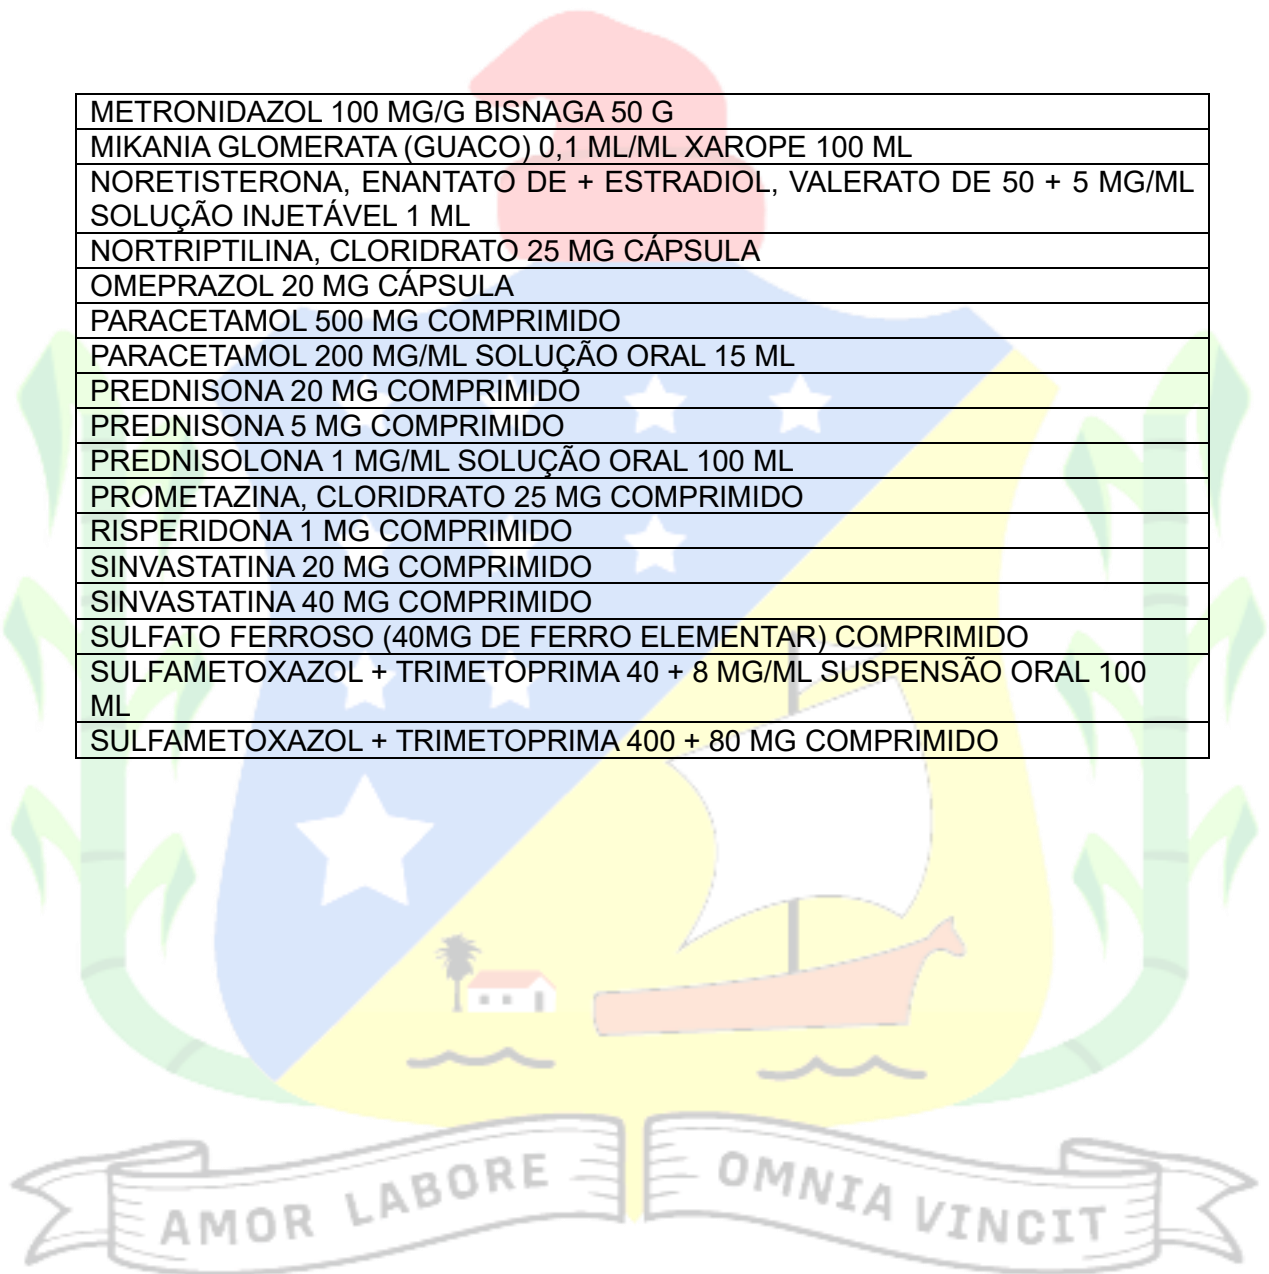 METRONIDAZOL 100 MG/G BISNAGA 50 G
MIKANIA GLOMERATA (GUACO) 0,1 ML/ML XAROPE 100 ML
NORETISTERONA, ENANTATO DE + ESTRADIOL, VALERATO DE 50 + 5 MG/ML
SOLUÇÃO INJETÁVEL 1 ML
NORTRIPTILINA, CLORIDRATO 25 MG CÁPSULA
OMEPRAZOL 20 MG CÁPSULA
PARACETAMOL 500 MG COMPRIMIDO
PARACETAMOL 200 MG/ML SOLUÇÃO ORAL 15 ML
PREDNISONA 20 MG COMPRIMIDO
PREDNISONA 5 MG COMPRIMIDO
PREDNISOLONA 1 MG/ML SOLUÇÃO ORAL 100 ML
PROMETAZINA, CLORIDRATO 25 MG COMPRIMIDO
RISPERIDONA 1 MG COMPRIMIDO
SINVASTATINA 20 MG COMPRIMIDO
SINVASTATINA 40 MG COMPRIMIDO
SULFATO FERROSO (40MG DE FERRO ELEMENTAR) COMPRIMIDO
SULFAMETOXAZOL + TRIMETOPRIMA 40 + 8 MG/ML SUSPENSÃO ORAL 100
ML
SULFAMETOXAZOL + TRIMETOPRIMA 400 + 80 MG COMPRIMIDO
AMOR LABORE OMNIA VINCIT